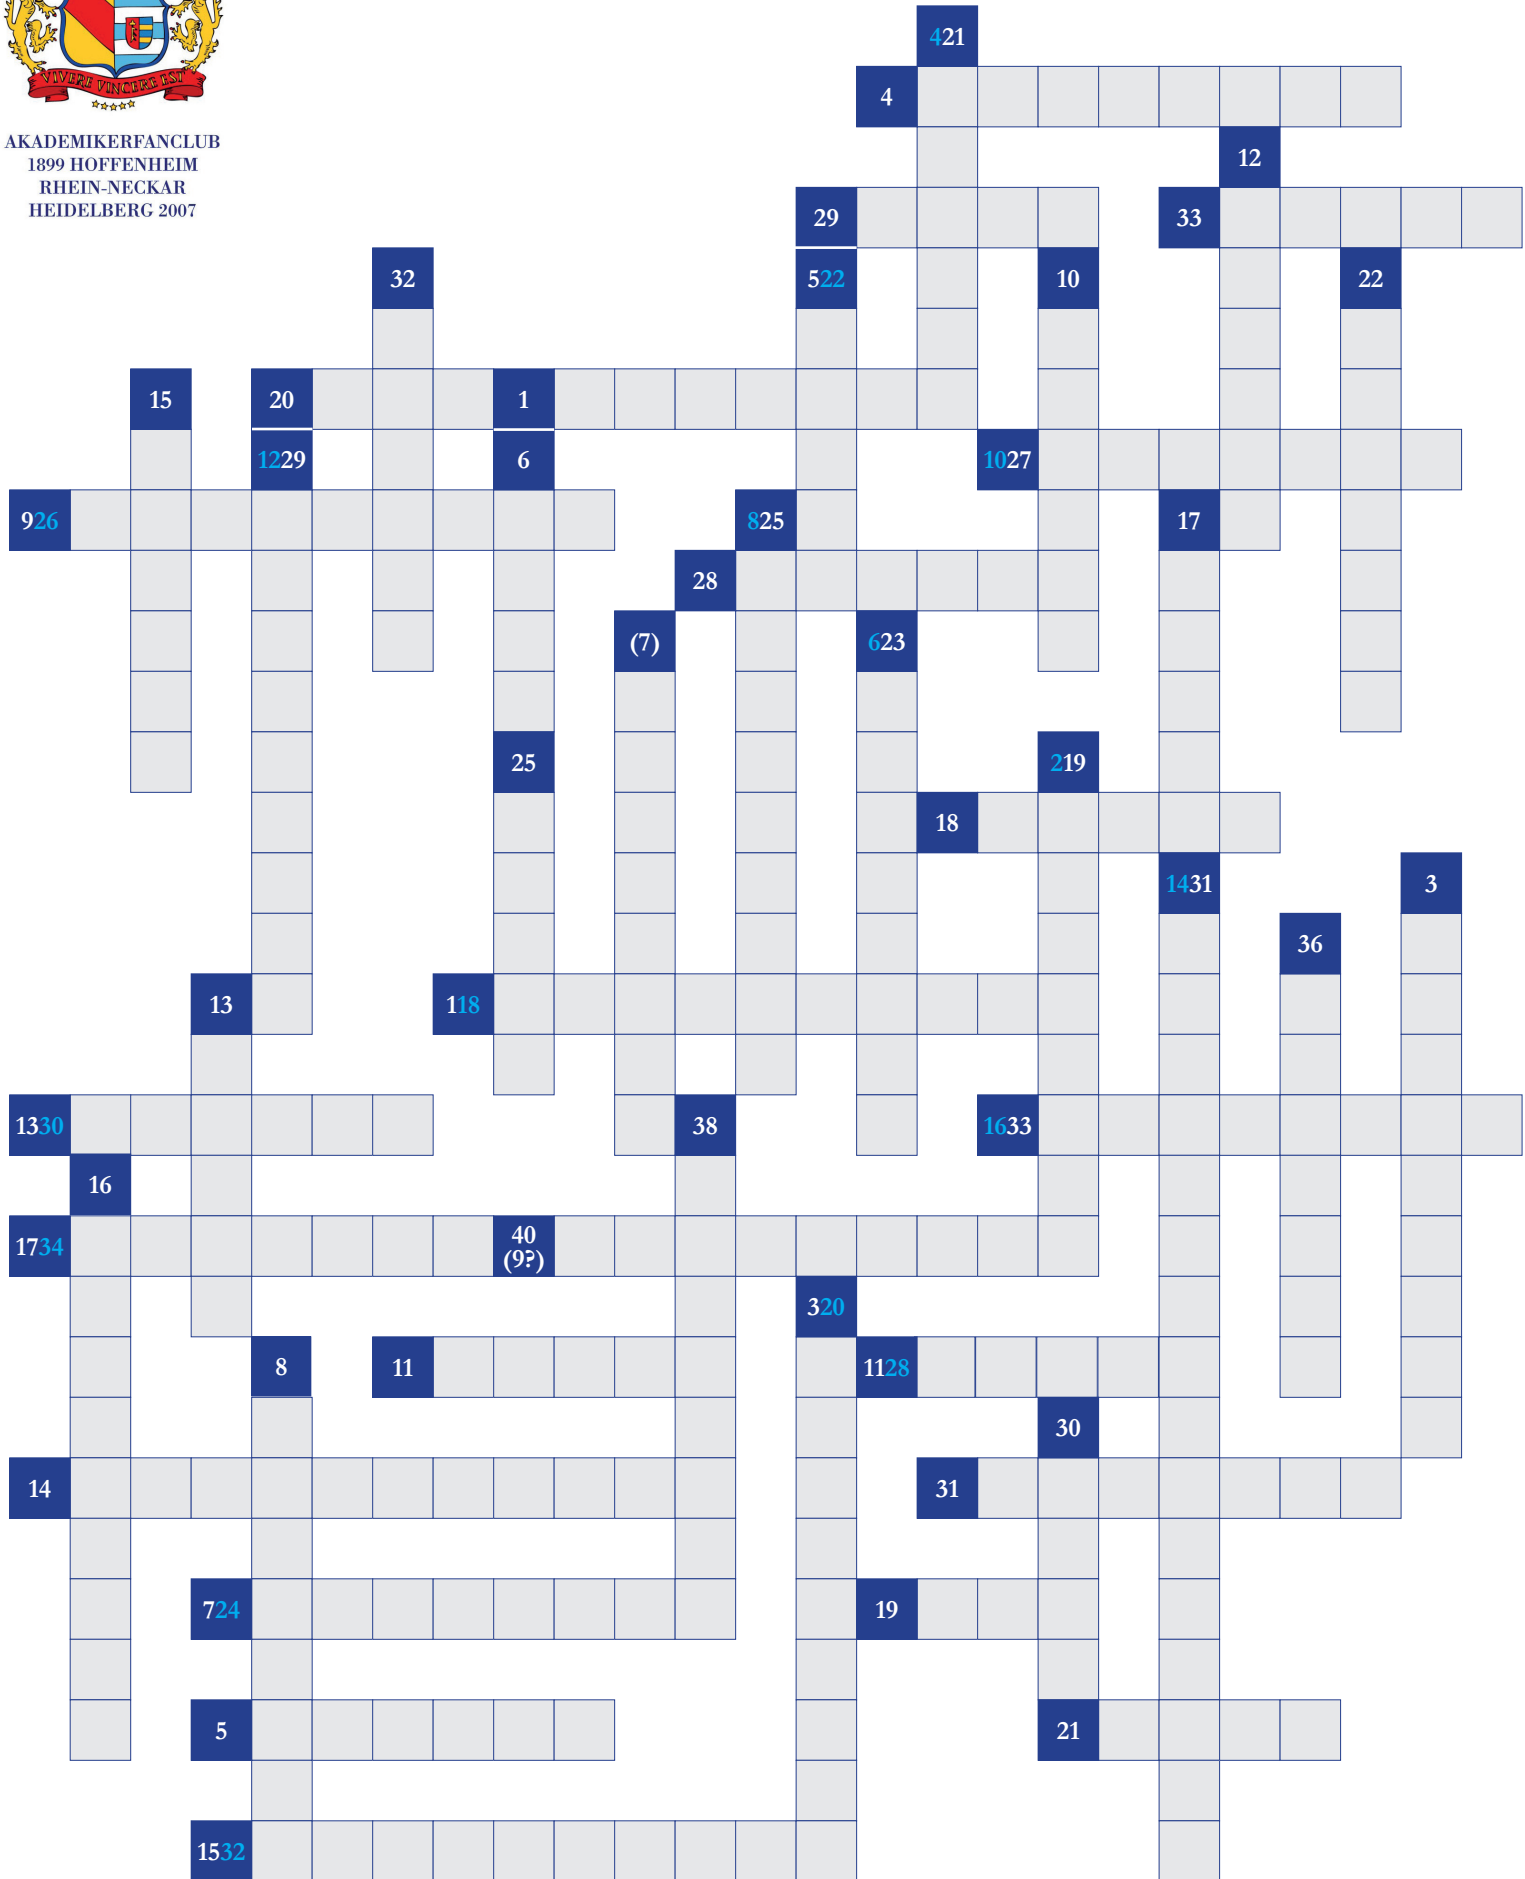 VIVERE VINCERE EST
AKADEMIKERFANCLUB
1899 HOFFENHEIM
RHEIN-NECKAR
HEIDELBERG 2007
421
4
12
29 33
32 522 10 22
15 20 1
1229 6 1027
926 825 17
28
(7) 623
25 219
18
1431 3
36
13 118
1330 38 1633
16
1734 40
(9?)
320
8 11 1128
30
14 31
724 19
5 21
1532